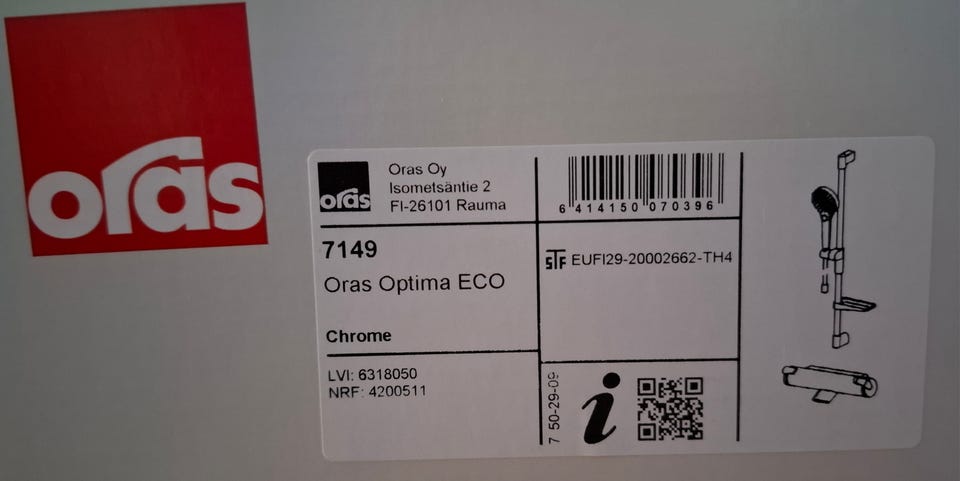 oras
oras
Oras Oy
Isometsäntie 2
FI-26101 Rauma
6 414150 070396
7149
Oras Optima ECO
STF EUFI29-20002662-TH4
Chrome
LVI: 6318050
NRF: 4200511
7 50-29-09
i